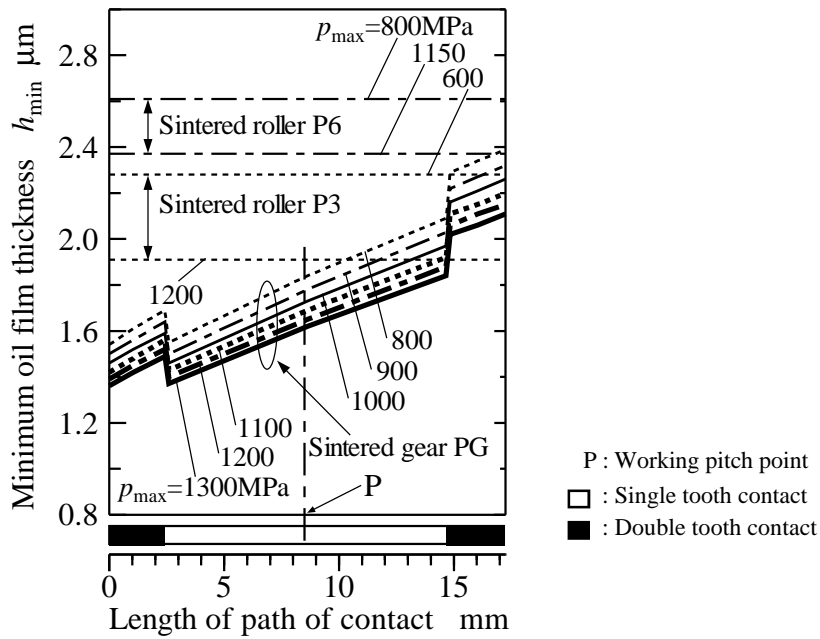 Minimum oil film thickness h_min μm
2.8
2.4
2.0
1.6
1.2
0.8
p_max=800MPa
1150
600
Sintered roller P6
Sintered roller P3
1200
800
900
1000
1100
1200
p_max=1300MPa
Sintered gear PG
P
0 5 10 15
Length of path of contact mm
P : Working pitch point
: Single tooth contact
: Double tooth contact